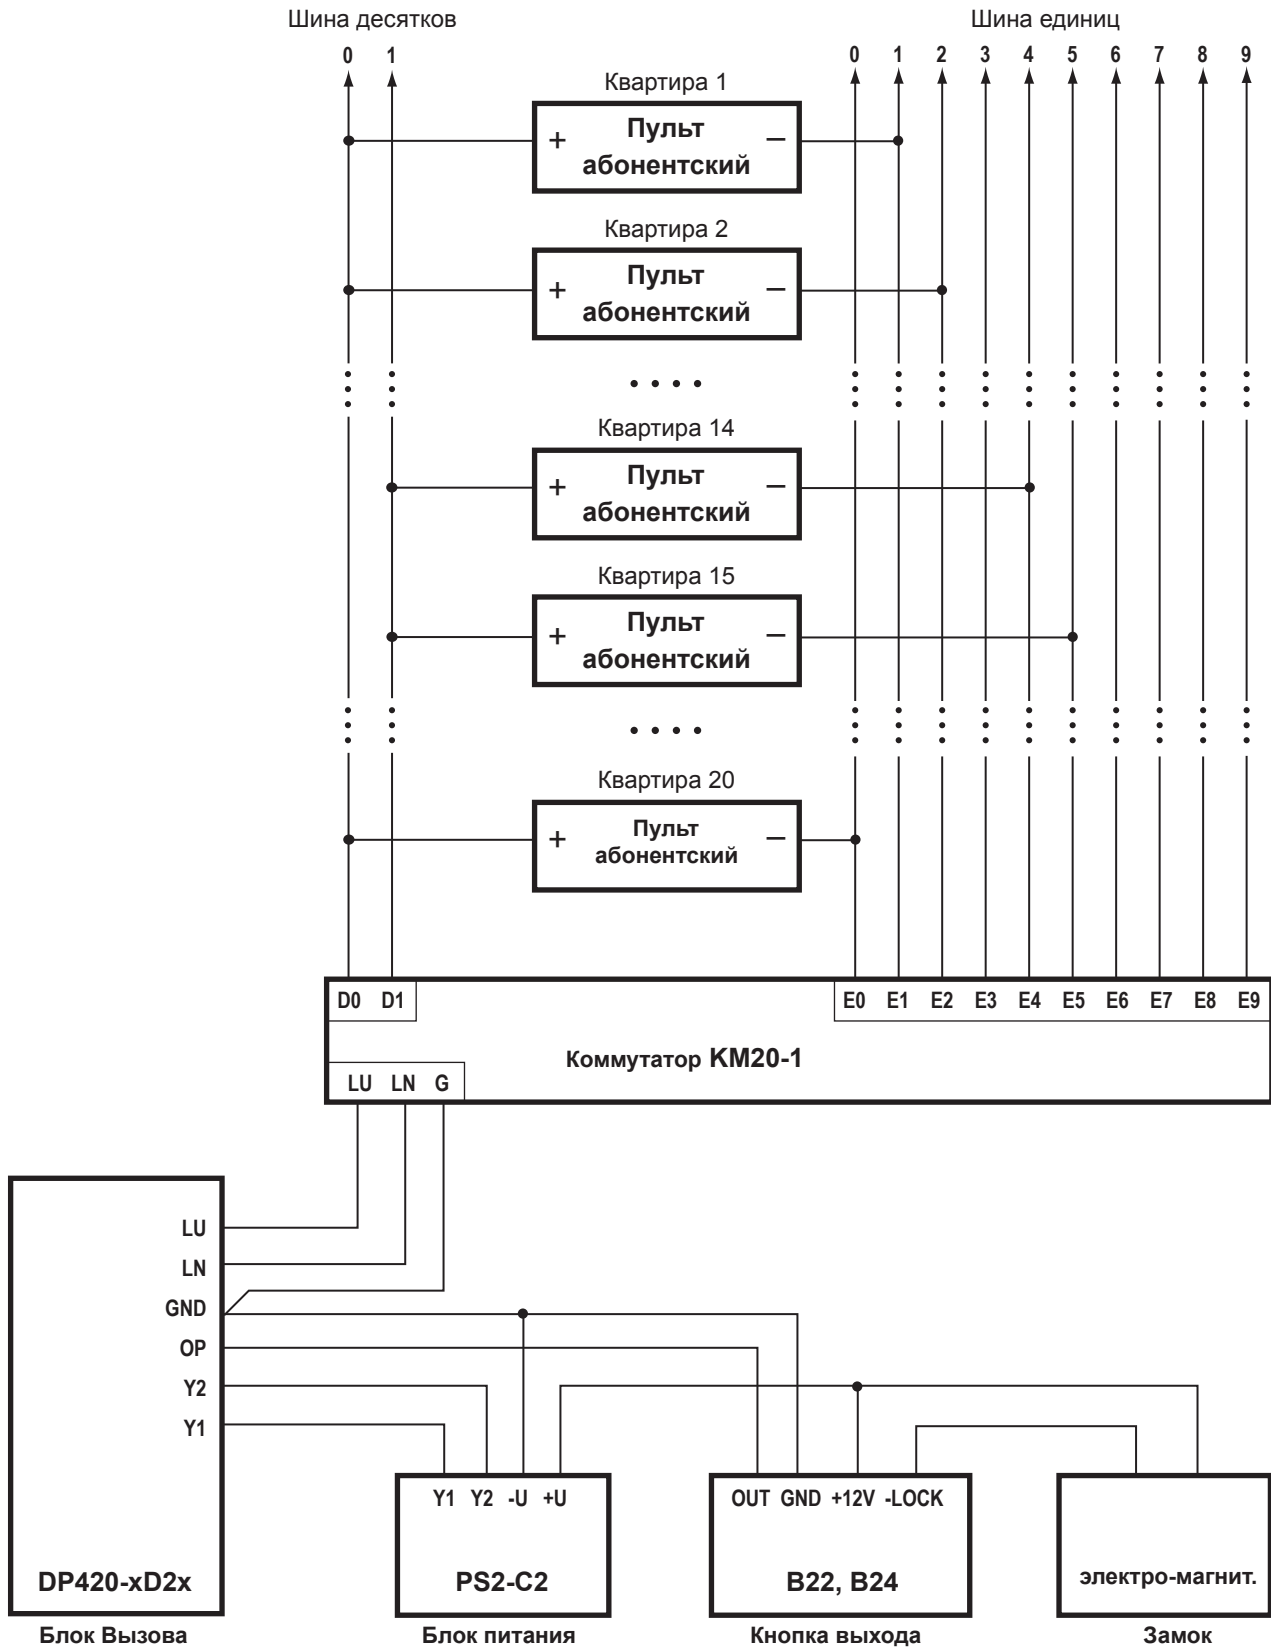 Шина десятков
Шина единиц
0 1
0 1 2 3 4 5 6 7 8 9
Квартира 1
+ Пульт −
абонентский
Квартира 2
+ Пульт −
абонентский
Квартира 14
+ Пульт −
абонентский
Квартира 15
+ Пульт −
абонентский
Квартира 20
+ Пульт −
абонентский
D0 D1
E0 E1 E2 E3 E4 E5 E6 E7 E8 E9
Коммутатор KM20-1
LU LN G
LU
LN
GND
OP
Y2
Y1
DP420-xD2x
Блок Вызова
Y1 Y2 -U +U
PS2-C2
Блок питания
OUT GND +12V -LOCK
B22, B24
Кнопка выхода
электро-магнит.
Замок